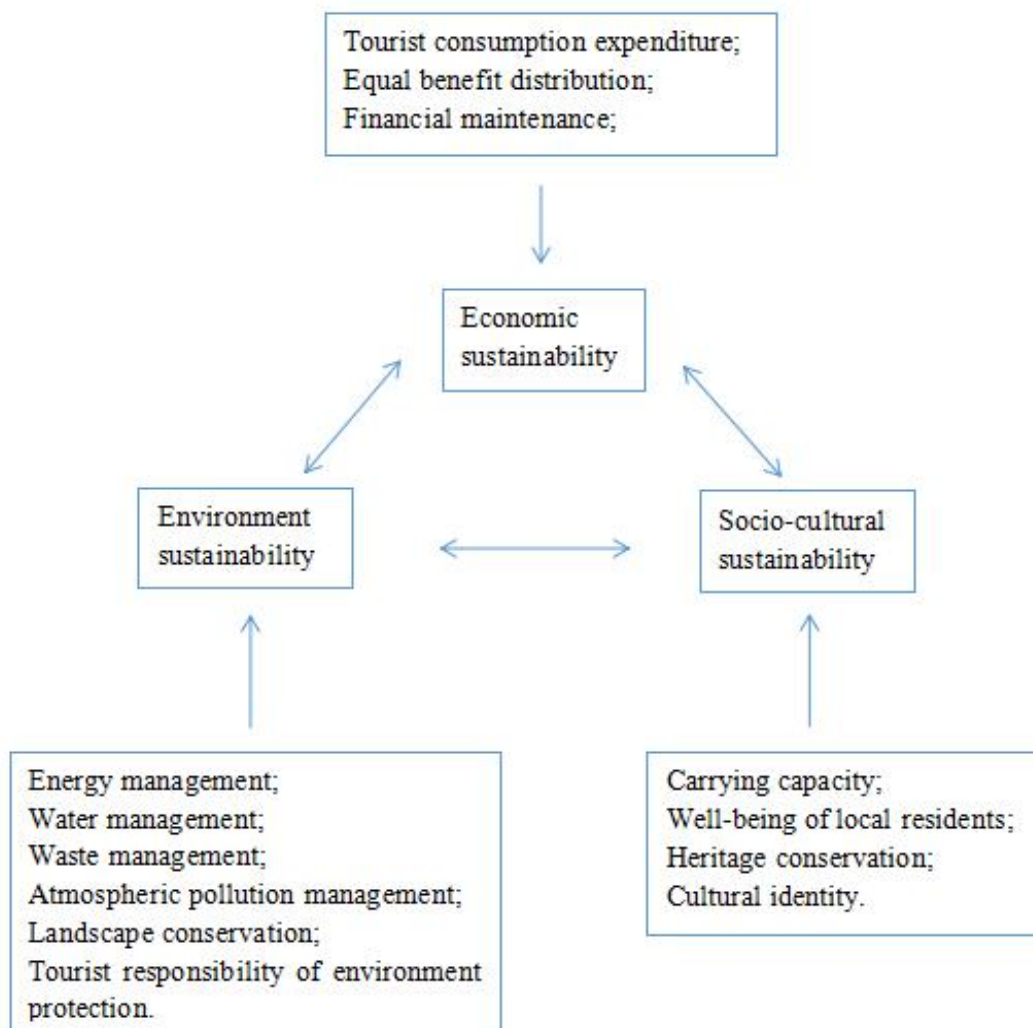 Tourist consumption expenditure;
Equal benefit distribution;
Financial maintenance;
Economic
sustainability
Environment
sustainability
Socio-cultural
sustainability
Energy management;
Water management;
Waste management;
Atmospheric pollution management;
Landscape conservation;
Tourist responsibility of environment
protection.
Carrying capacity;
Well-being of local residents;
Heritage conservation;
Cultural identity.